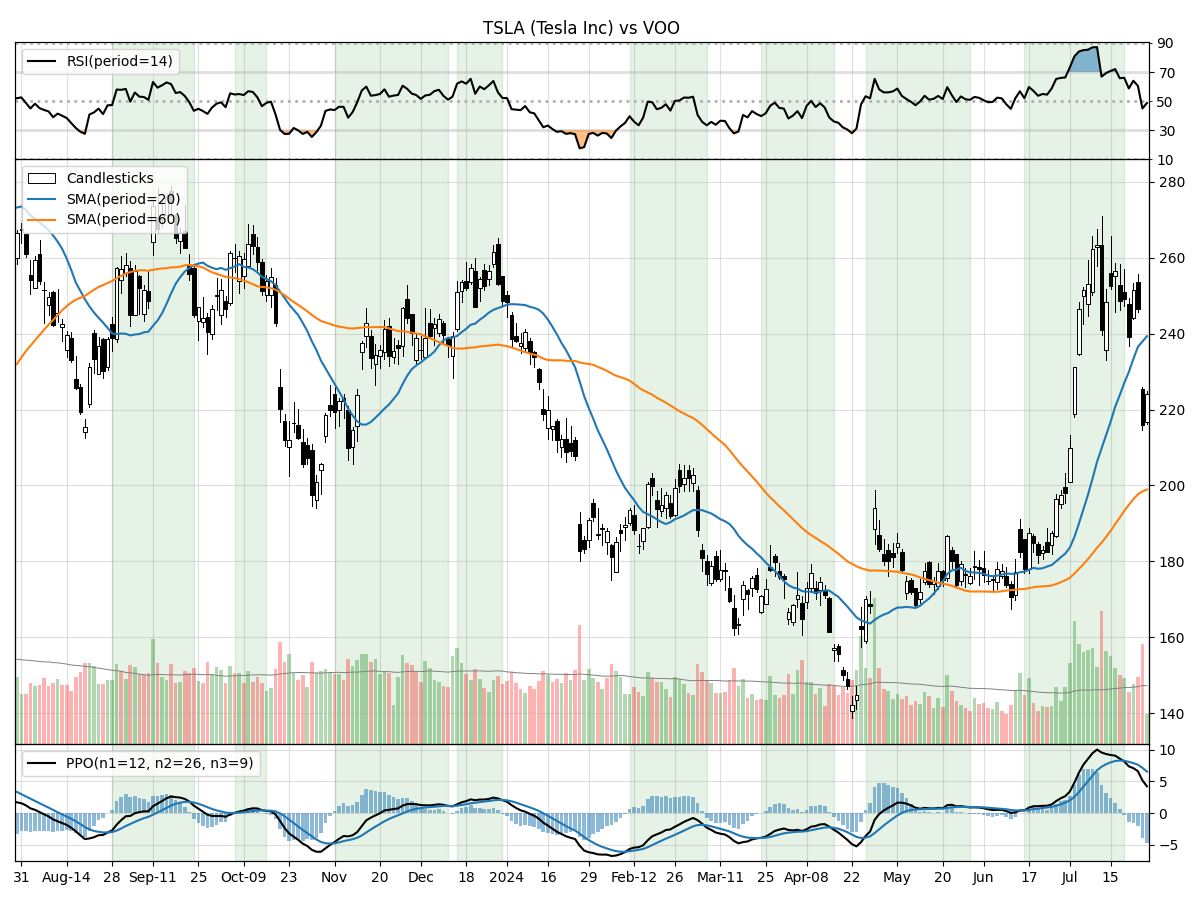 TSLA (Tesla Inc) vs VOO
RSI(period=14)
90
70
50
30
10
Candlesticks
SMA(period=20)
SMA(period=60)
280
260
240
220
200
180
160
140
PPO(n1=12, n2=26, n3=9)
10
5
0
−5
31 Aug-14 28 Sep-11 25 Oct-09 23 Nov 20 Dec 18 2024 16 29 Feb-12 26 Mar-11 25 Apr-08 22 May 20 Jun 17 Jul 15